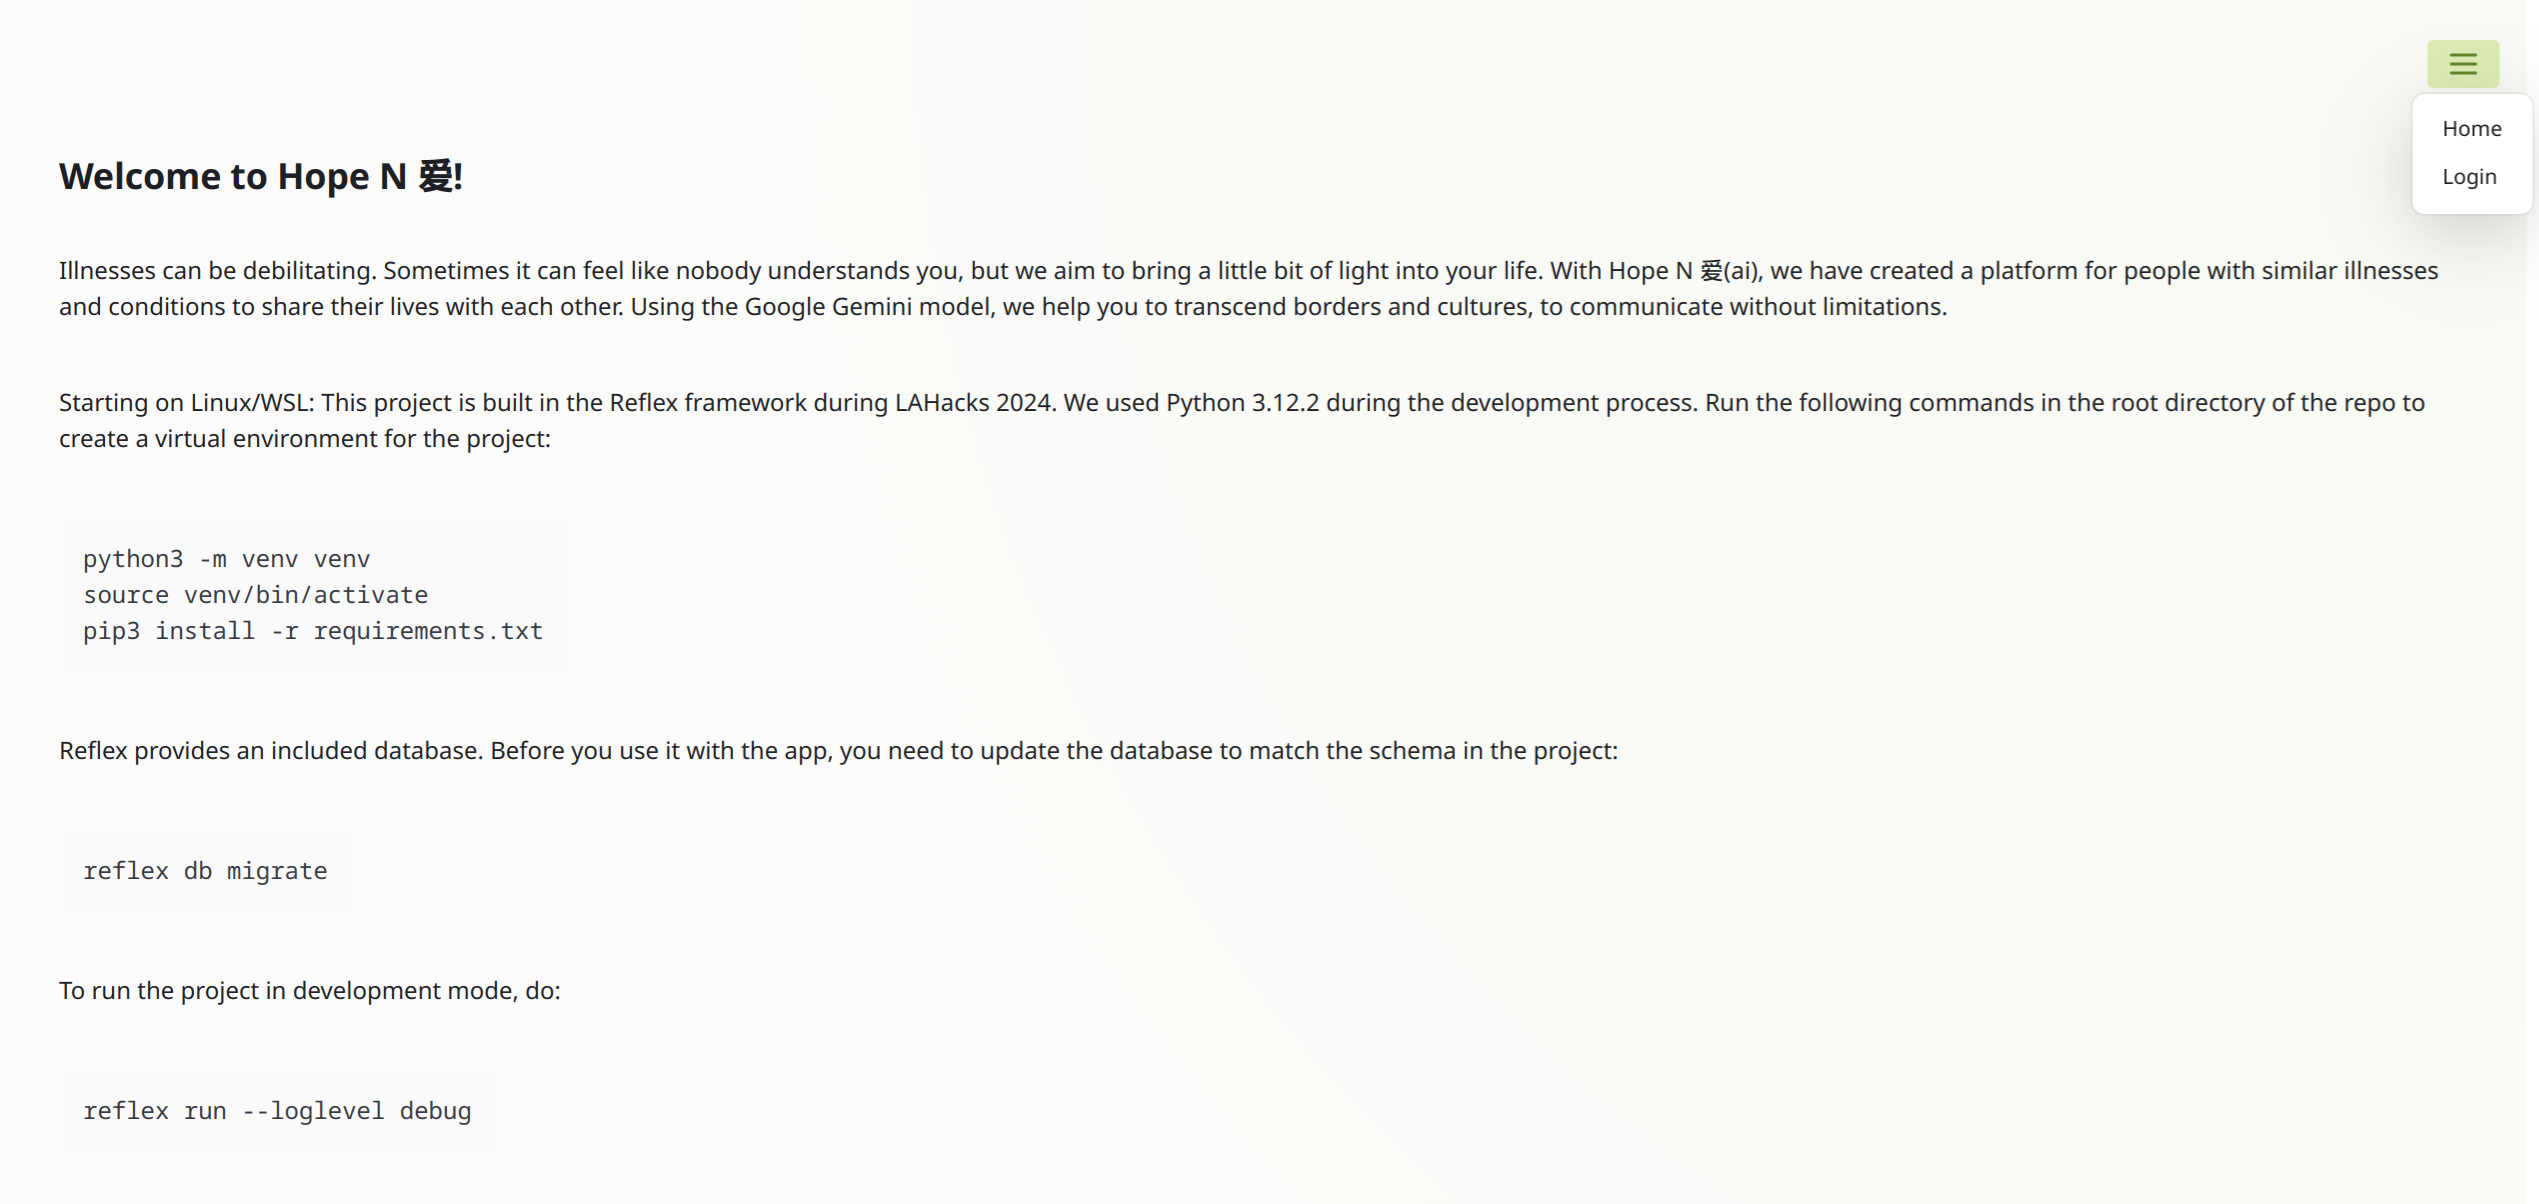 Home
Login
Welcome to Hope N 爱!
Illnesses can be debilitating. Sometimes it can feel like nobody understands you, but we aim to bring a little bit of light into your life. With Hope N 爱(ai), we have created a platform for people with similar illnesses
and conditions to share their lives with each other. Using the Google Gemini model, we help you to transcend borders and cultures, to communicate without limitations.
Starting on Linux/WSL: This project is built in the Reflex framework during LAHacks 2024. We used Python 3.12.2 during the development process. Run the following commands in the root directory of the repo to
create a virtual environment for the project:
python3 -m venv venv
source venv/bin/activate
pip3 install -r requirements.txt
Reflex provides an included database. Before you use it with the app, you need to update the database to match the schema in the project:
reflex db migrate
To run the project in development mode, do:
reflex run --loglevel debug